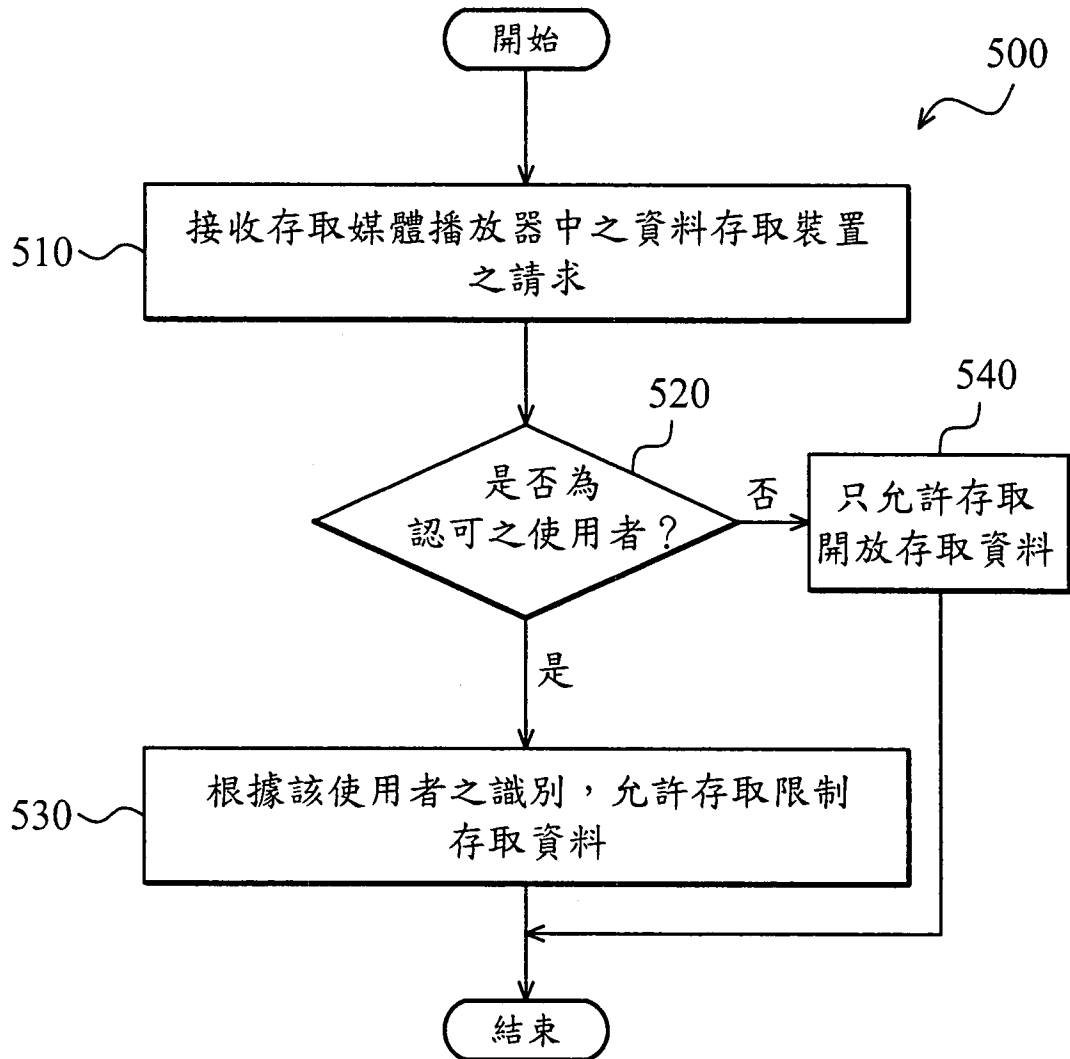 開始
500
接收存取媒體播放器中之資料存取裝置
之請求
510
520
是否為
認可之使用者？
否
540
只允許存取
開放存取資料
是
根據該使用者之識別，允許存取限制
存取資料
530
結束